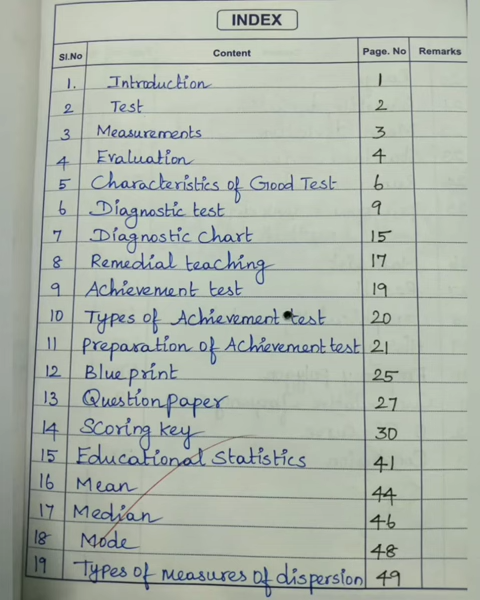 INDEX
Sl.No Content Page. No Remarks
1. Introduction 1
2 Test 2
3 Measurements 3
4 Evaluation 4
5 Characteristics of Good Test 6
6 Diagnostic test 9
7 Diagnostic Chart 15
8 Remedial teaching 17
9 Achievement test 19
10 Types of Achievement test 20
11 Preparation of Achievement test 21
12 Blue print 25
13 Question paper 27
14 Scoring key 30
15 Educational Statistics 41
16 Mean 44
17 Median 46
18 Mode 48
19 Types of measures of dispersion 49